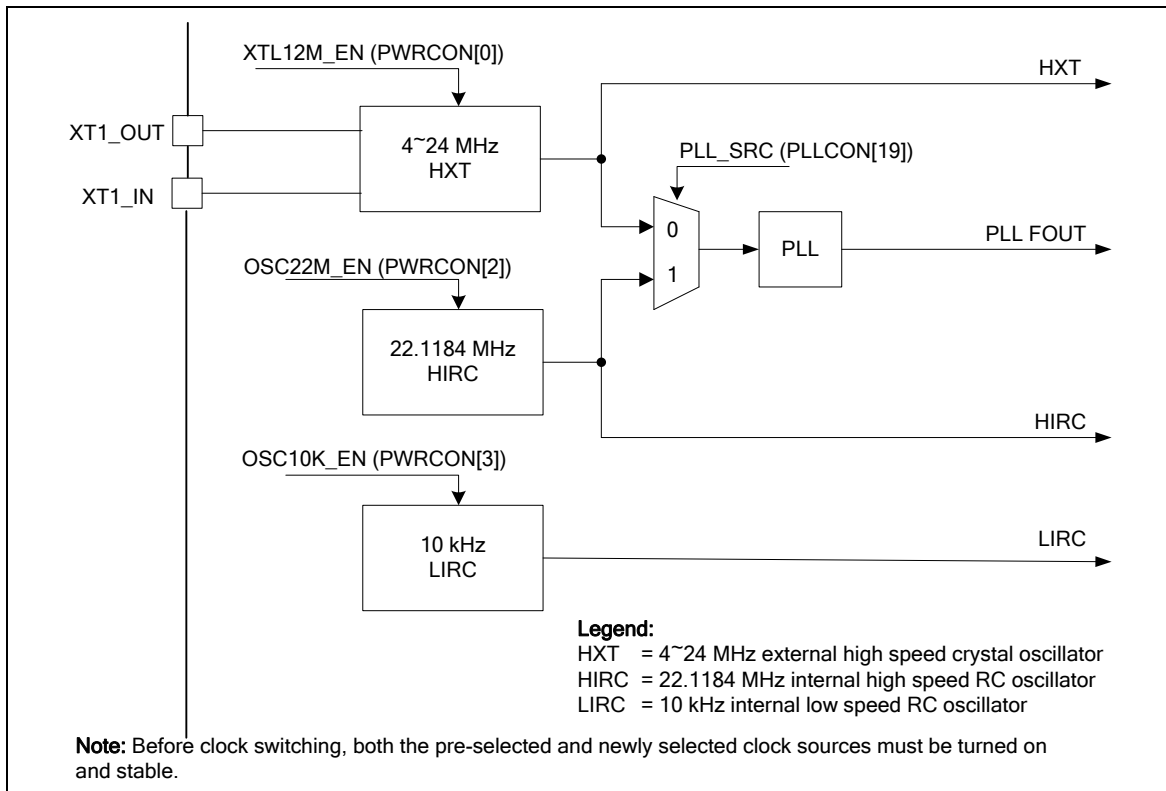 XTL12M_EN (PWRCON[0])
HXT
XT1_OUT
4~24 MHz
HXT
PLL_SRC (PLLCON[19])
XT1_IN
0
1
PLL
PLL FOUT
OSC22M_EN (PWRCON[2])
22.1184 MHz
HIRC
HIRC
OSC10K_EN (PWRCON[3])
10 kHz
LIRC
LIRC
Legend:
HXT = 4~24 MHz external high speed crystal oscillator
HIRC = 22.1184 MHz internal high speed RC oscillator
LIRC = 10 kHz internal low speed RC oscillator
Note: Before clock switching, both the pre-selected and newly selected clock sources must be turned on
and stable.